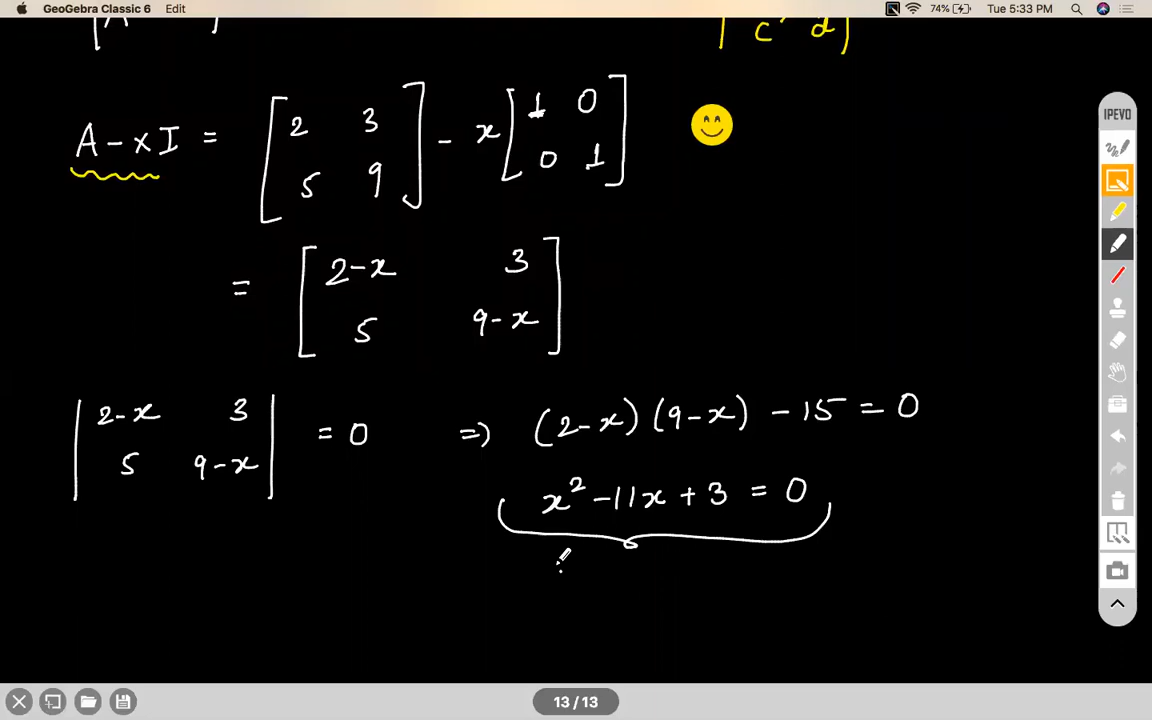 GeoGebra Classic 6 Edit 74% Tue 5:33 PM
c d
A - xI = [2 3 5 9] - x [1 0 0 1]
IPEVO
= [2-x 3 5 9-x]
|2-x 3 5 9-x| = 0 => (2-x) (9-x) - 15 = 0
x² - 11x + 3 = 0
13 / 13